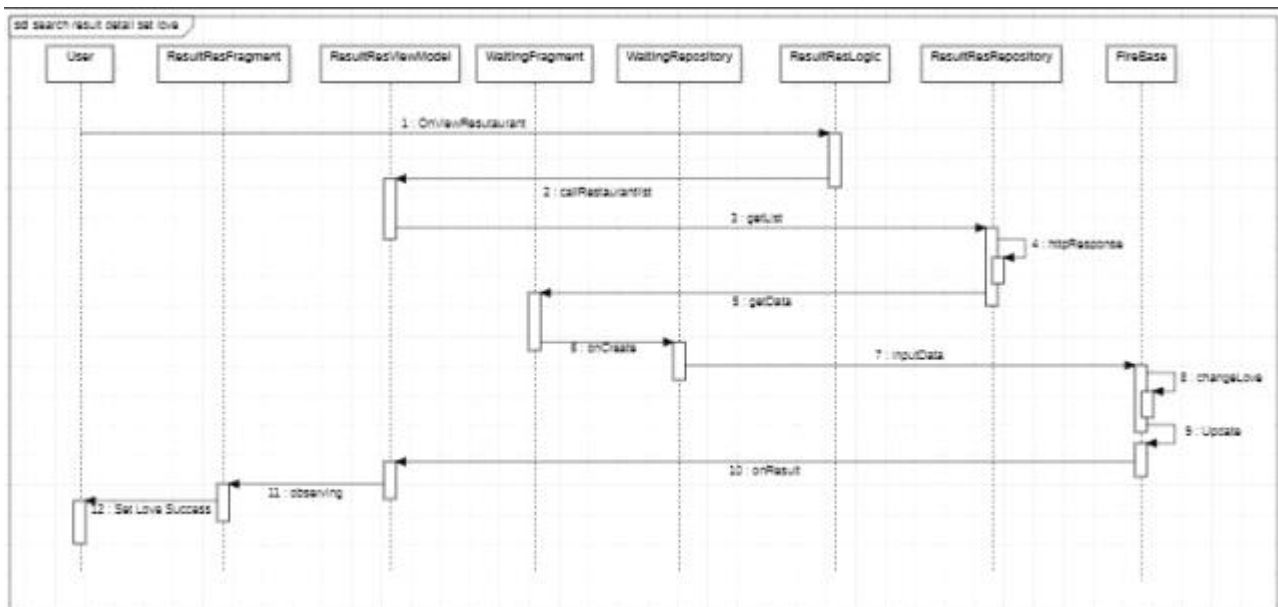 sd search result detail set love
User
ResultResFragment
ResultResViewModel
WaitingFragment
WaitingRepository
ResultResLogic
ResultResRepository
FireBase
1 : OnViewResutaurant
2 : callRestaurantlist
3 : getList
4 : httpResponse
5 : getData
6 : onCreate
7 : inputData
8 : changeLove
9 : Update
10 : onResult
11 : observing
12 : Set Love Success